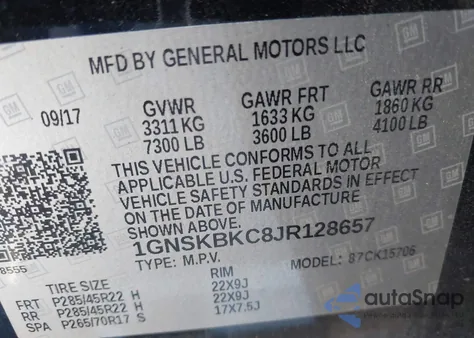 MFD BY GENERAL MOTORS LLC
09/17 GVWR GAWR FRT GAWR RR
3311 KG 1633 KG 1860 KG
7300 LB 3600 LB 4100 LB
THIS VEHICLE CONFORMS TO ALL
APPLICABLE U.S. FEDERAL MOTOR
VEHICLE SAFETY STANDARDS IN EFFECT
ON THE DATE OF MANUFACTURE
SHOWN ABOVE.
1GNSKBKC8JR128657
8555
TYPE: M.P.V. MODEL: 87CK15706
TIRE SIZE RIM
FRT P285/45R22 H 22X9J
RR P285/45R22 H 22X9J
SPA P265/70R17 S 17X7.5J
autoSnap
GM